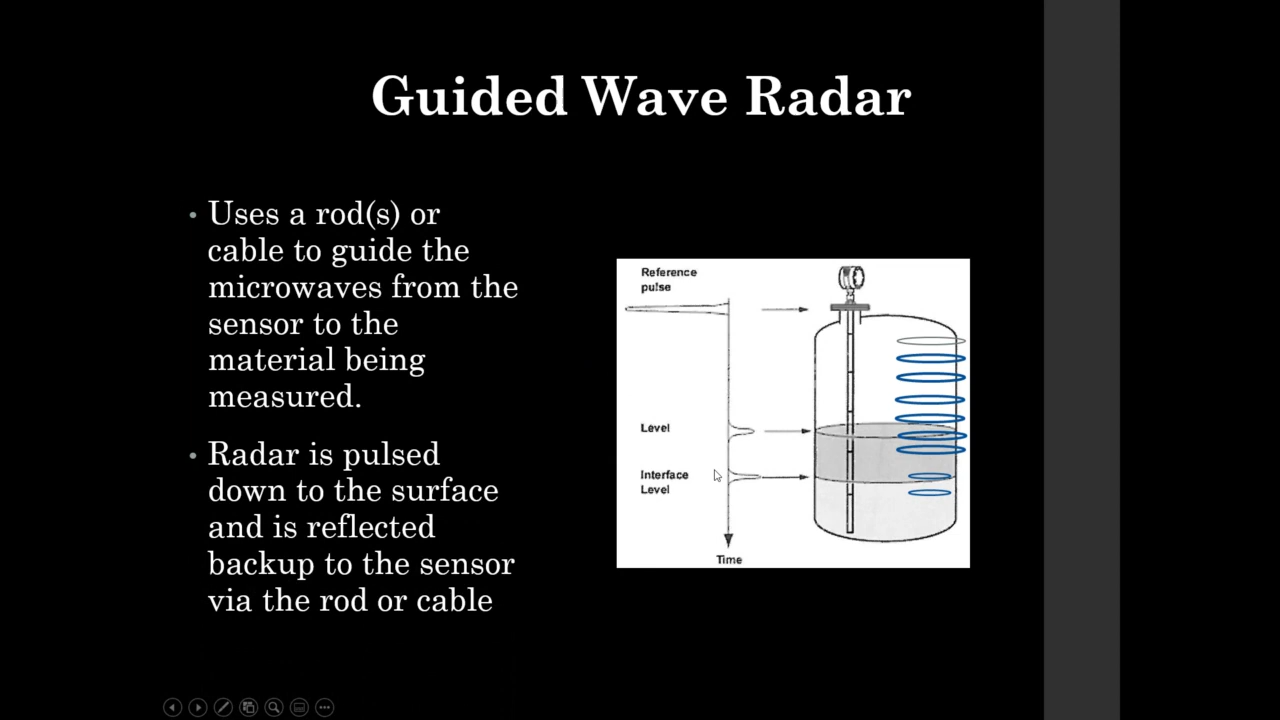 Guided Wave Radar
• Uses a rod(s) or
cable to guide the
microwaves from the
sensor to the
material being
measured.
• Radar is pulsed
down to the surface
and is reflected
backup to the sensor
via the rod or cable
Reference
pulse
Level
Interface
Level
Time